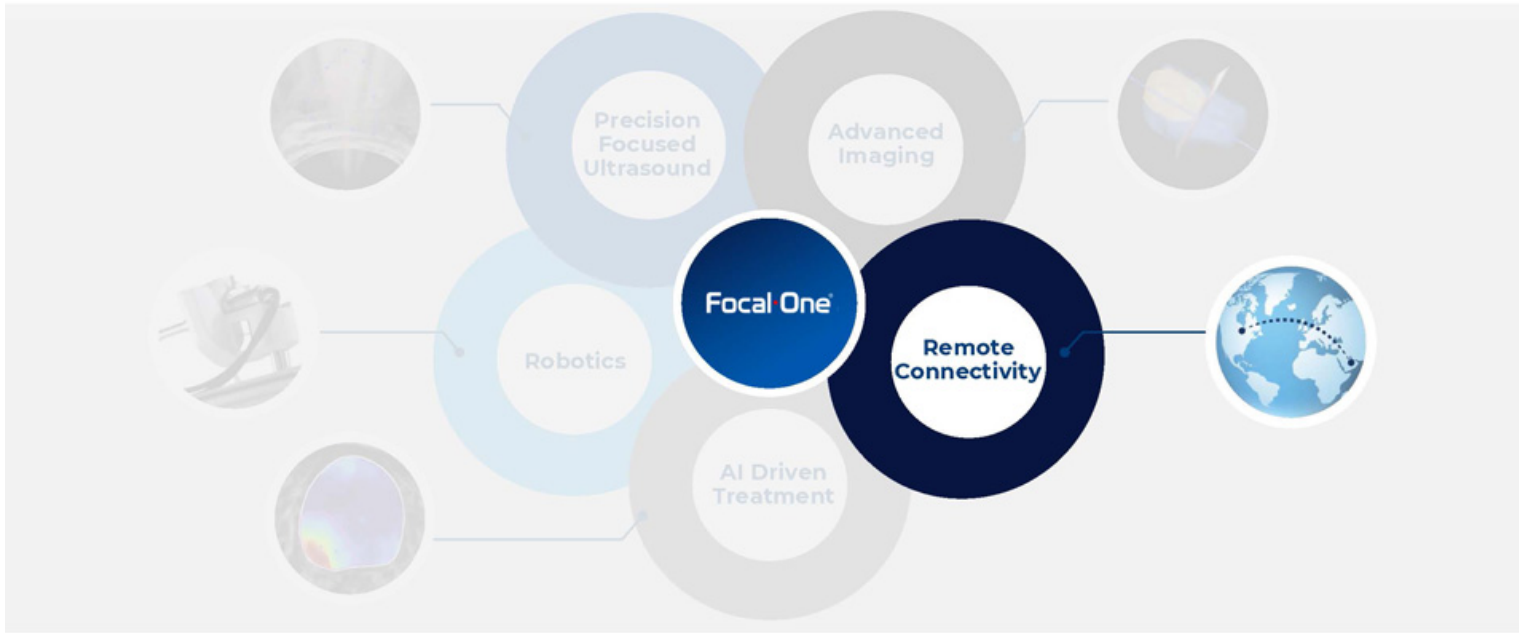 Precision
Focused
Ultrasound
Advanced
Imaging
Focal·One®
Robotics
Remote
Connectivity
AI Driven
Treatment